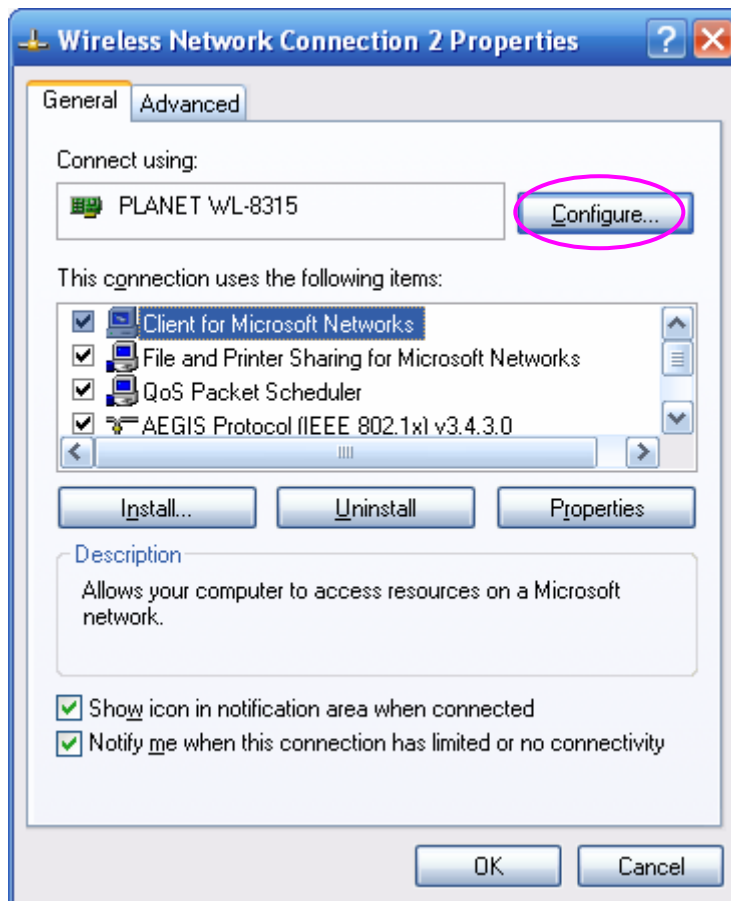 Wireless Network Connection 2 Properties
General
Advanced
Connect using:
PLANET WL-8315
Configure...
This connection uses the following items:
Client for Microsoft Networks
File and Printer Sharing for Microsoft Networks
QoS Packet Scheduler
AEGIS Protocol (IEEE 802.1x) v3.4.3.0
Install...
Uninstall
Properties
Description
Allows your computer to access resources on a Microsoft
network.
Show icon in notification area when connected
Notify me when this connection has limited or no connectivity
OK
Cancel